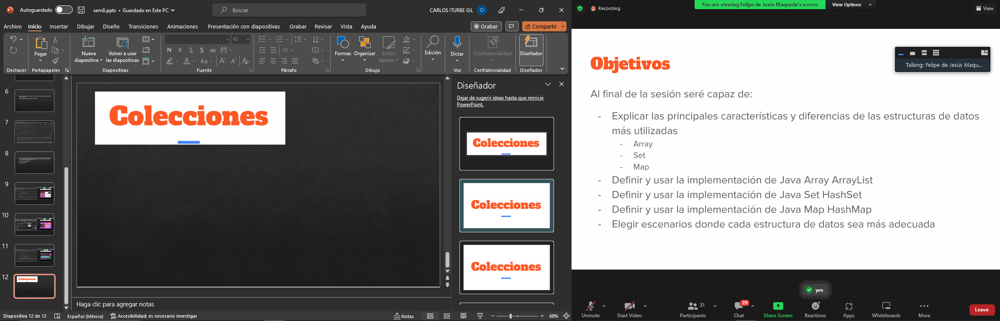 Autoguardado
sem8.pptx • Guardado en Este PC
Buscar
CARLOS ITURBE GIL
CI
Archivo Inicio Insertar Dibujar Diseño Transiciones Animaciones Presentación con diapositivas Grabar Revisar Vista Ayuda
Grabar
Compartir
Pegar
Nueva diapositiva
Volver a usar las diapositivas
40
N K S S ab AV
A Aa A A A
Formas
Organizar
Estilos rápidos
Edición
Dictar
Confidencialidad
Diseñador
Deshacer Portapapeles Diapositivas Fuente Párrafo Dibujo Voz Confidencialidad Diseñador
6
7
8
9
10
11
12
Colecciones
Colecciones
Diseñador
Dejar de sugerir ideas hasta que reinicie
PowerPoint.
Colecciones
Colecciones
Colecciones
Haga clic para agregar notas
Diapositiva 12 de 12 Español (México) Accesibilidad: es necesario investigar Notas 68%
Recording
You are viewing Felipe de Jesús Maqueda's screen
View Options
View
Talking: Felipe de Jesús Maqu...
Objetivos
Al final de la sesión seré capaz de:
- Explicar las principales características y diferencias de las estructuras de datos
más utilizadas
- Array
- Set
- Map
- Definir y usar la implementación de Java Array ArrayList
- Definir y usar la implementación de Java Set HashSet
- Definir y usar la implementación de Java Map HashMap
- Elegir escenarios donde cada estructura de datos sea más adecuada
yes
31
29
Unmute Start Video Participants Chat Share Screen Reactions Apps Whiteboards More
Leave